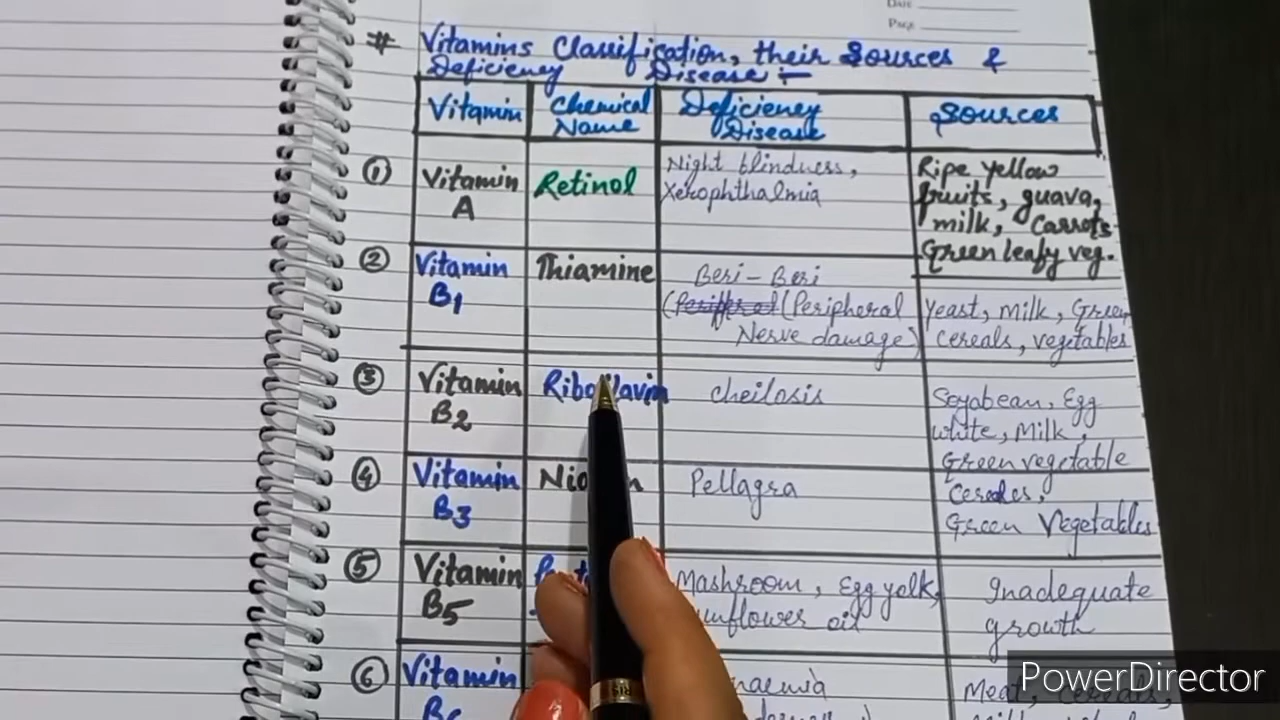 Date
Page
# Vitamins Classification, their Sources &
Deficiency Disease :-
Vitamin Chemical Name Deficiency Disease Sources
① Vitamin A Retinol Night blindness, Xerophthalmia Ripe yellow fruits, guava, milk, Carrots Green leafy veg.
② Vitamin B1 Thiamine Beri-Beri (Peripheral Nerve damage) Yeast, Milk, Green cereals, vegetables
③ Vitamin B2 cheilosis Soyabean, Egg white, Milk, Green vegetable
④ Vitamin B3 Pellagra Cereales, Green Vegetables
⑤ Vitamin B5 Mashroom, Egg yolk, oil Inadequate growth
⑥ Vitamin Meat,
PowerDirector